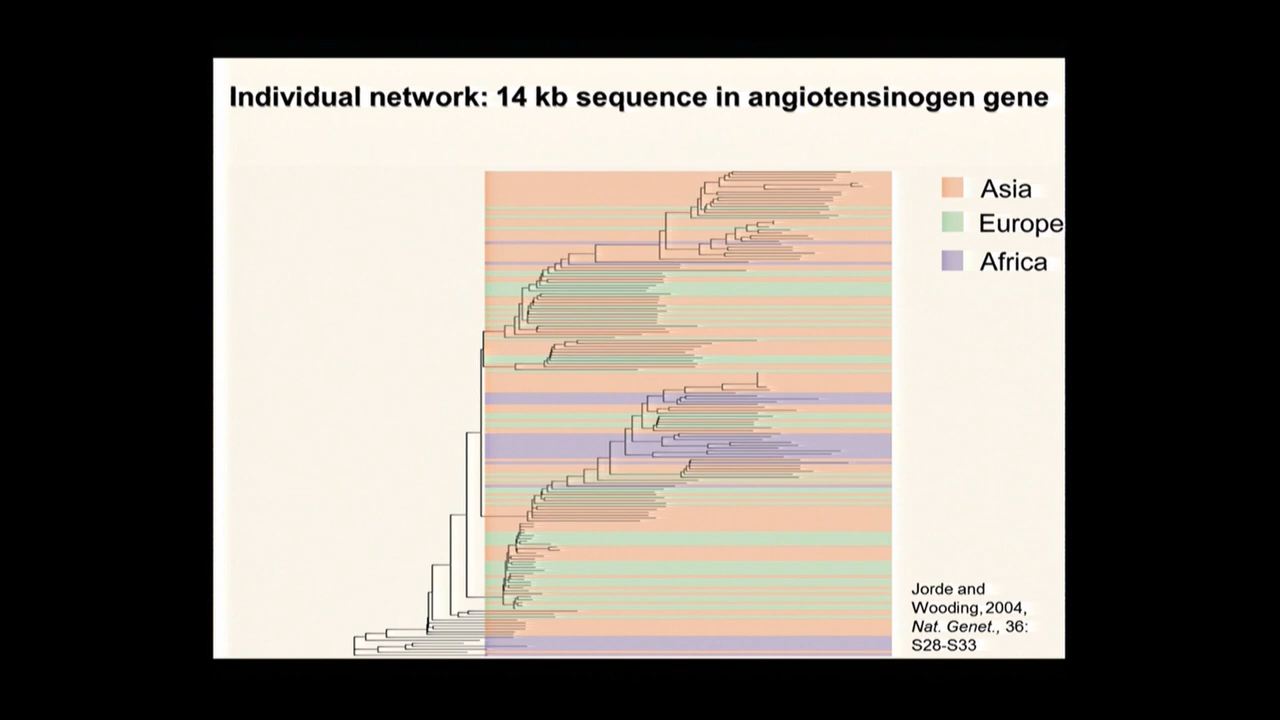 Individual network: 14 kb sequence in angiotensinogen gene
Asia
Europe
Africa
Jorde and
Wooding, 2004,
Nat. Genet., 36:
S28-S33